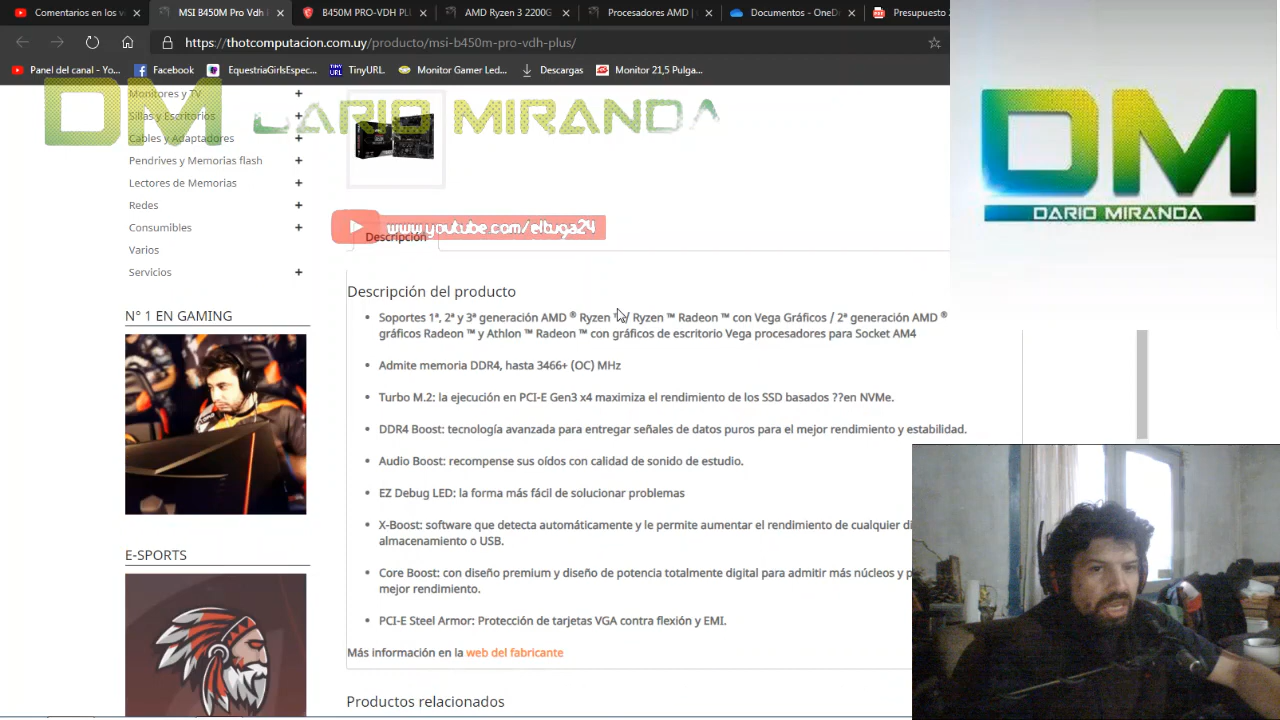 Comentarios en los v
MSI B450M Pro Vdh
B450M PRO-VDH PLU
AMD Ryzen 3 2200G
Procesadores AMD |
Documentos - OneDr
Presupuesto
https://thotcomputacion.com.uy/producto/msi-b450m-pro-vdh-plus/
Panel del canal - Yo...
Facebook
EquestriaGirlsEspec...
TinyURL
Monitor Gamer Led...
Descargas
Monitor 21,5 Pulga...
DM DARIO MIRANDA
Monitores y TV
Sillas y Escritorios
Cables y Adaptadores
Pendrives y Memorias flash
Lectores de Memorias
Redes
Consumibles
Varios
Servicios
DM
DARIO MIRANDA
www.youtube.com/eltuga24
Descripción
Descripción del producto
Soportes 1ª, 2ª y 3ª generación AMD ® Ryzen ™ / Ryzen ™ Radeon ™ con Vega Gráficos / 2ª generación AMD ®
gráficos Radeon ™ y Athlon ™ Radeon ™ con gráficos de escritorio Vega procesadores para Socket AM4
Admite memoria DDR4, hasta 3466+ (OC) MHz
Turbo M.2: la ejecución en PCI-E Gen3 x4 maximiza el rendimiento de los SSD basados ??en NVMe.
DDR4 Boost: tecnología avanzada para entregar señales de datos puros para el mejor rendimiento y estabilidad.
Audio Boost: recompense sus oídos con calidad de sonido de estudio.
EZ Debug LED: la forma más fácil de solucionar problemas
X-Boost: software que detecta automáticamente y le permite aumentar el rendimiento de cualquier di
almacenamiento o USB.
Core Boost: con diseño premium y diseño de potencia totalmente digital para admitir más núcleos y p
mejor rendimiento.
PCI-E Steel Armor: Protección de tarjetas VGA contra flexión y EMI.
Más información en la web del fabricante
Productos relacionados
N° 1 EN GAMING
E-SPORTS